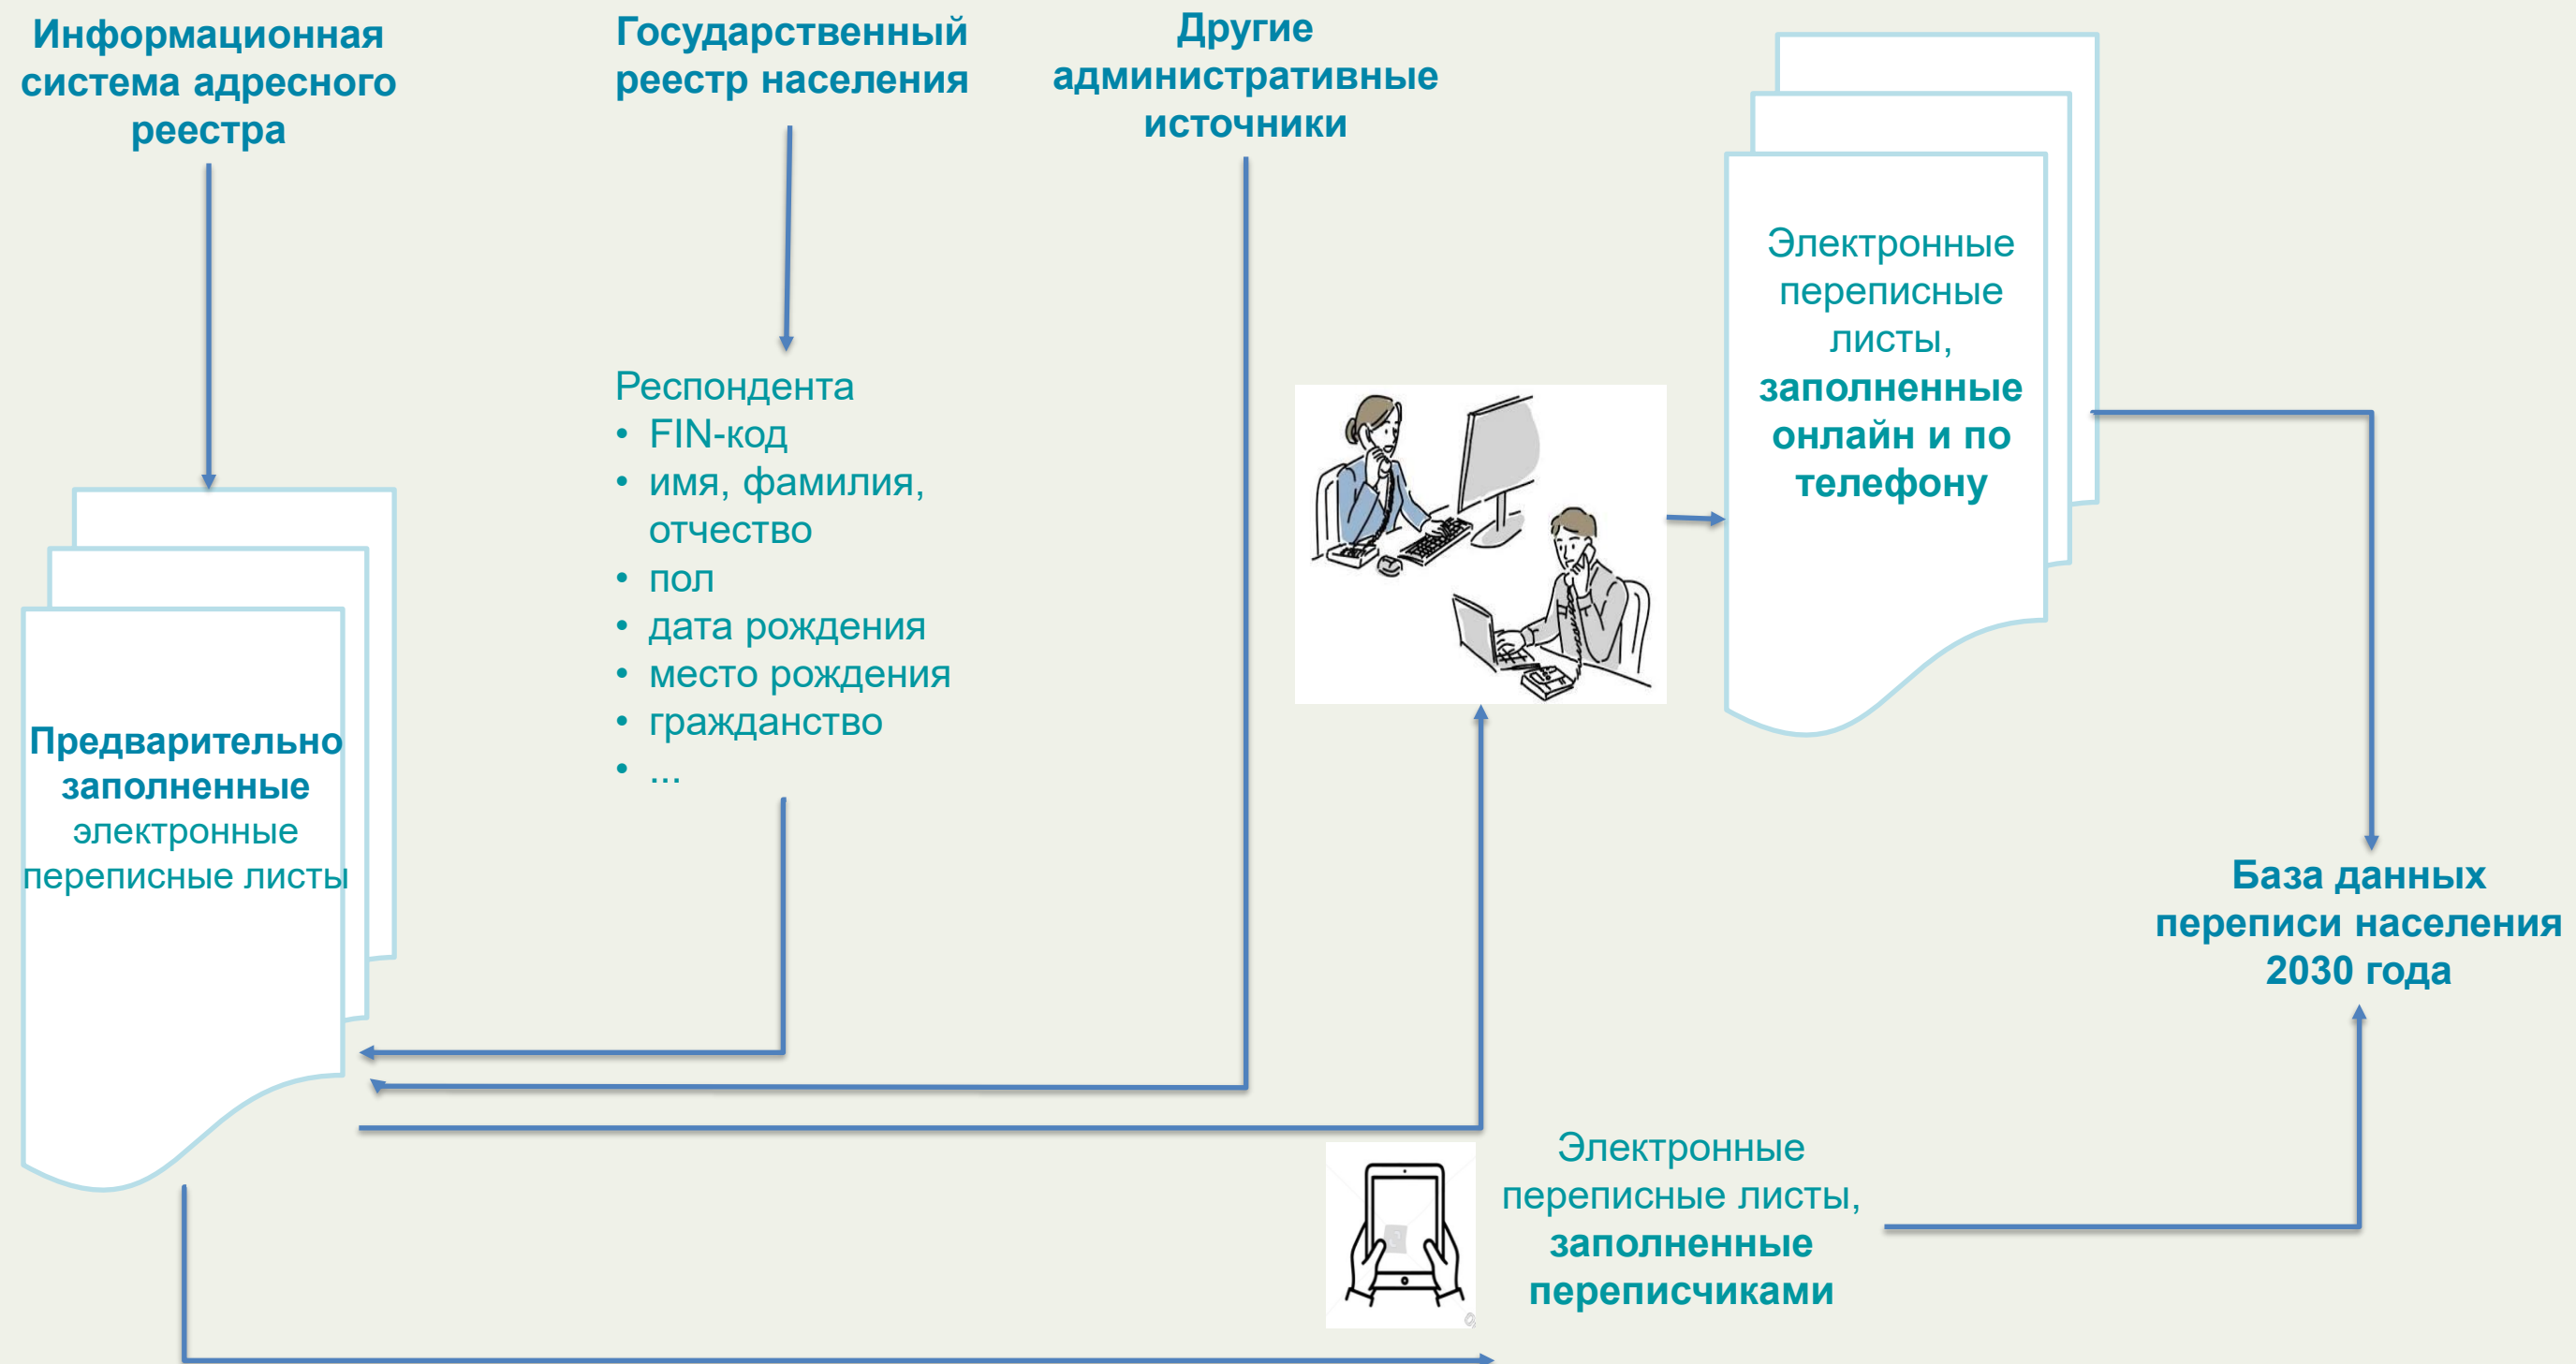 Информационная
система адресного
реестра
Государственный
реестр населения
Другие
административные
источники
Респондента
• FIN-код
• имя, фамилия,
отчество
• пол
• дата рождения
• место рождения
• гражданство
• ...
Предварительно
заполненные
электронные
переписные листы
Электронные
переписные
листы,
заполненные
онлайн и по
телефону
База данных
переписи населения
2030 года
Электронные
переписные листы,
заполненные
переписчиками